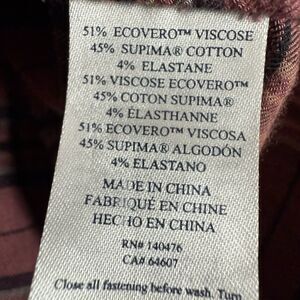 51% ECOVERO™ VISCOSE
45% SUPIMA® COTTON
4% ELASTANE
51% VISCOSE ECOVERO™
45% COTON SUPIMA®
4% ELASTHANNE
51% ECOVERO™ VISCOSA
45% SUPIMA® ALGODÓN
4% ELASTANO
MADE IN CHINA
FABRIQUÉ EN CHINE
HECHO EN CHINA
RN# 140476
CA# 64607
Close all fastening before wash. Turn